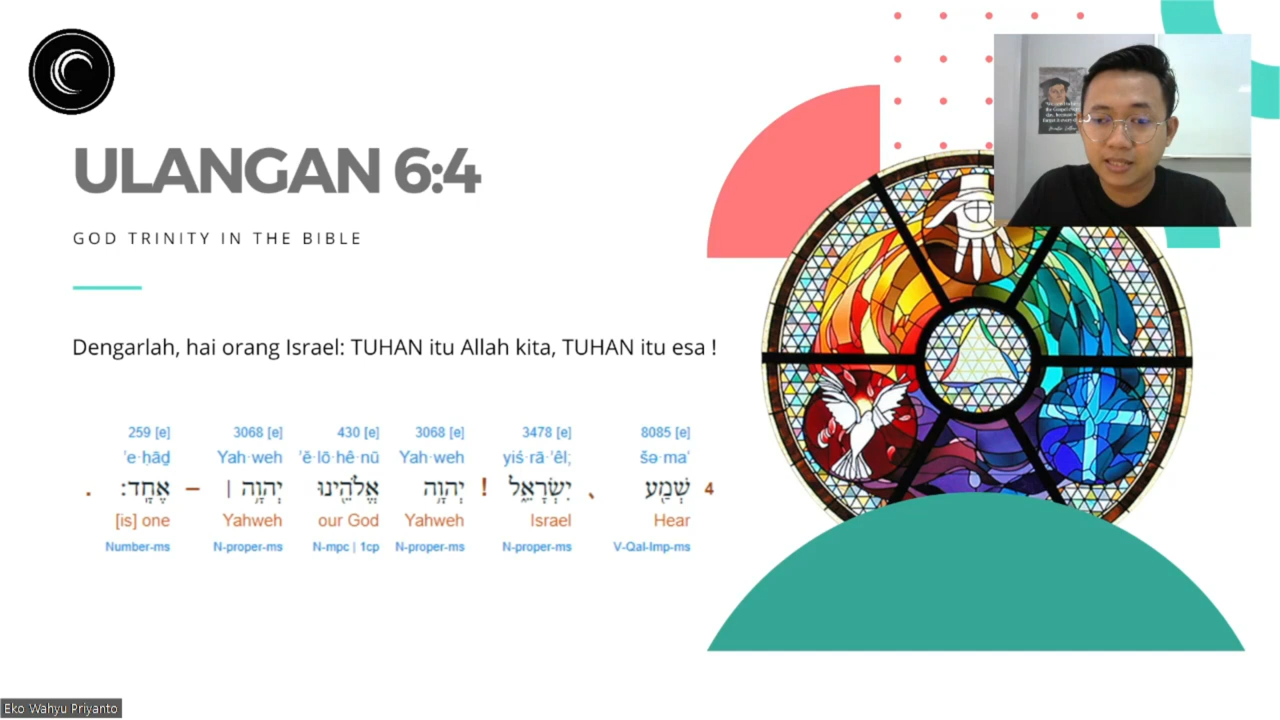 ULANGAN 6:4
GOD TRINITY IN THE BIBLE
Dengarlah, hai orang Israel: TUHAN itu Allah kita, TUHAN itu esa !
259 [e] 3068 [e] 430 [e] 3068 [e] 3478 [e] 8085 [e]
’e·ḥāḏ Yah·weh ’ĕ·lō·hê·nū Yah·weh yiś·rā·’êl; šə·ma‘
4 שְׁמַ֖ע 、 יִשְׂרָאֵ֑ל ! יְהוָ֥ה אֱלֹהֵ֖ינוּ יְהוָ֥ה ׀ – אֶחָֽד׃ .
[is] one Yahweh our God Yahweh Israel Hear
Number-ms N-proper-ms N-mpc | 1cp N-proper-ms N-proper-ms V-Qal-Imp-ms
Eko Wahyu Priyanto